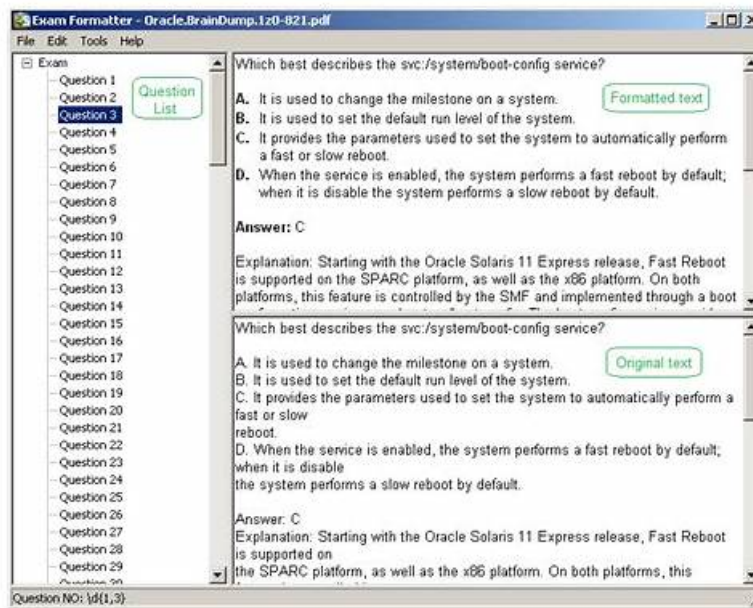 Exam Formatter - Oracle.BrainDump.1z0-821.pdf
File Edit Tools Help
Exam
Question 1
Question 2
Question 3
Question 4
Question 5
Question 6
Question 7
Question 8
Question 9
Question 10
Question 11
Question 12
Question 13
Question 14
Question 15
Question 16
Question 17
Question 18
Question 19
Question 20
Question 21
Question 22
Question 23
Question 24
Question 25
Question 26
Question 27
Question 28
Question 29
Question
List
Which best describes the svc:/system/boot-config service?
Formatted text
A. It is used to change the milestone on a system.
B. It is used to set the default run level of the system.
C. It provides the parameters used to set the system to automatically perform
a fast or slow reboot.
D. When the service is enabled, the system performs a fast reboot by default;
when it is disable the system performs a slow reboot by default.
Answer: C
Explanation: Starting with the Oracle Solaris 11 Express release, Fast Reboot
is supported on the SPARC platform, as well as the x86 platform. On both
platforms, this feature is controlled by the SMF and implemented through a boot
Which best describes the svc:/system/boot-config service?
Original text
A. It is used to change the milestone on a system.
B. It is used to set the default run level of the system.
C. It provides the parameters used to set the system to automatically perform a
fast or slow
reboot.
D. When the service is enabled, the system performs a fast reboot by default;
when it is disable
the system performs a slow reboot by default.
Answer: C
Explanation: Starting with the Oracle Solaris 11 Express release, Fast Reboot
is supported on
the SPARC platform, as well as the x86 platform. On both platforms, this
Question NO: \d{1,3}